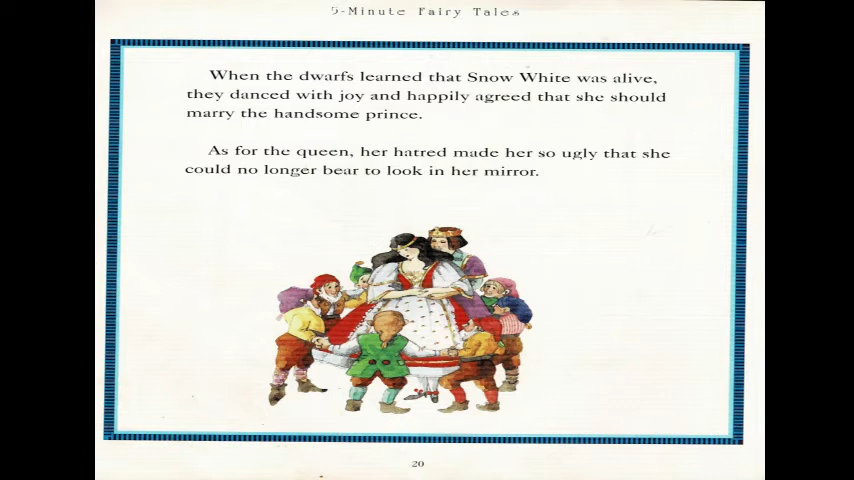 5-Minute Fairy Tales
When the dwarfs learned that Snow White was alive,
they danced with joy and happily agreed that she should
marry the handsome prince.
As for the queen, her hatred made her so ugly that she
could no longer bear to look in her mirror.
20